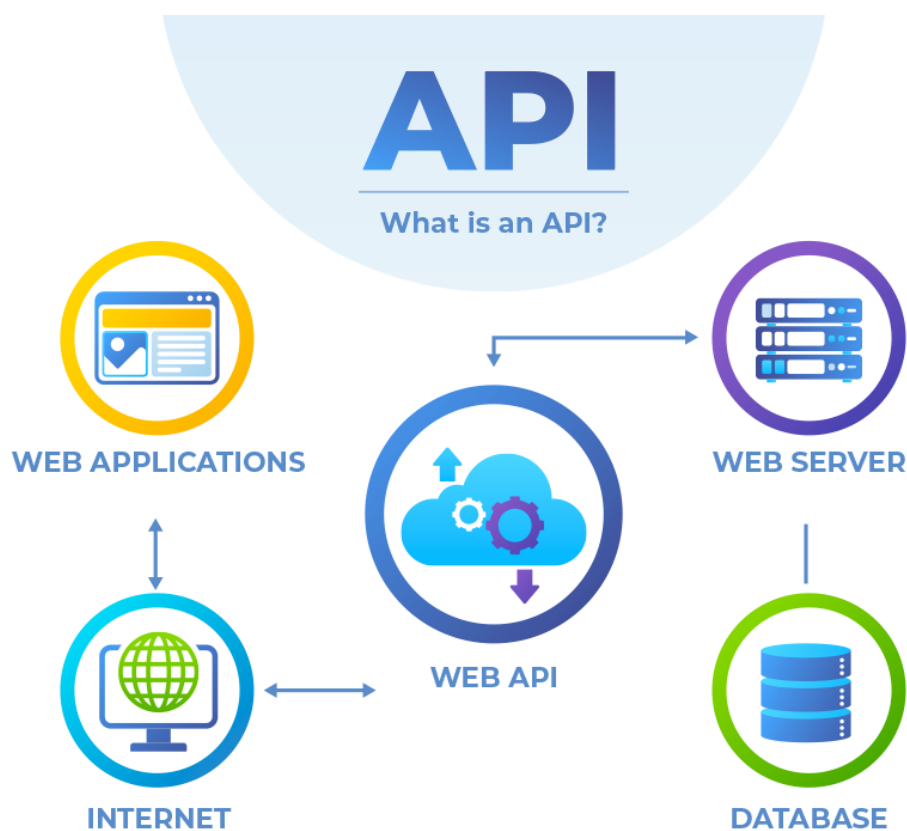 API
What is an API?
WEB APPLICATIONS
WEB SERVER
WEB API
INTERNET
DATABASE